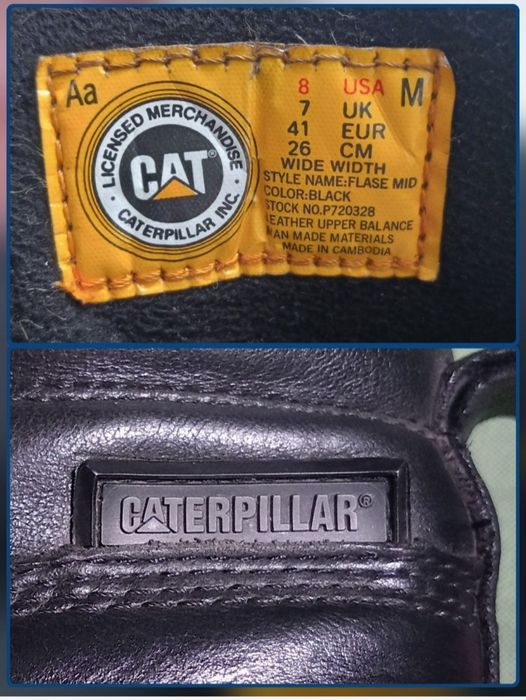 Aa
LICENSED MERCHANDISE
CAT®
CATERPILLAR INC.
8 USA M
7 UK
41 EUR
26 CM
WIDE WIDTH
STYLE NAME:FLASE MID
COLOR:BLACK
STOCK NO.P720328
LEATHER UPPER BALANCE
MAN MADE MATERIALS
MADE IN CAMBODIA
CATERPILLAR®